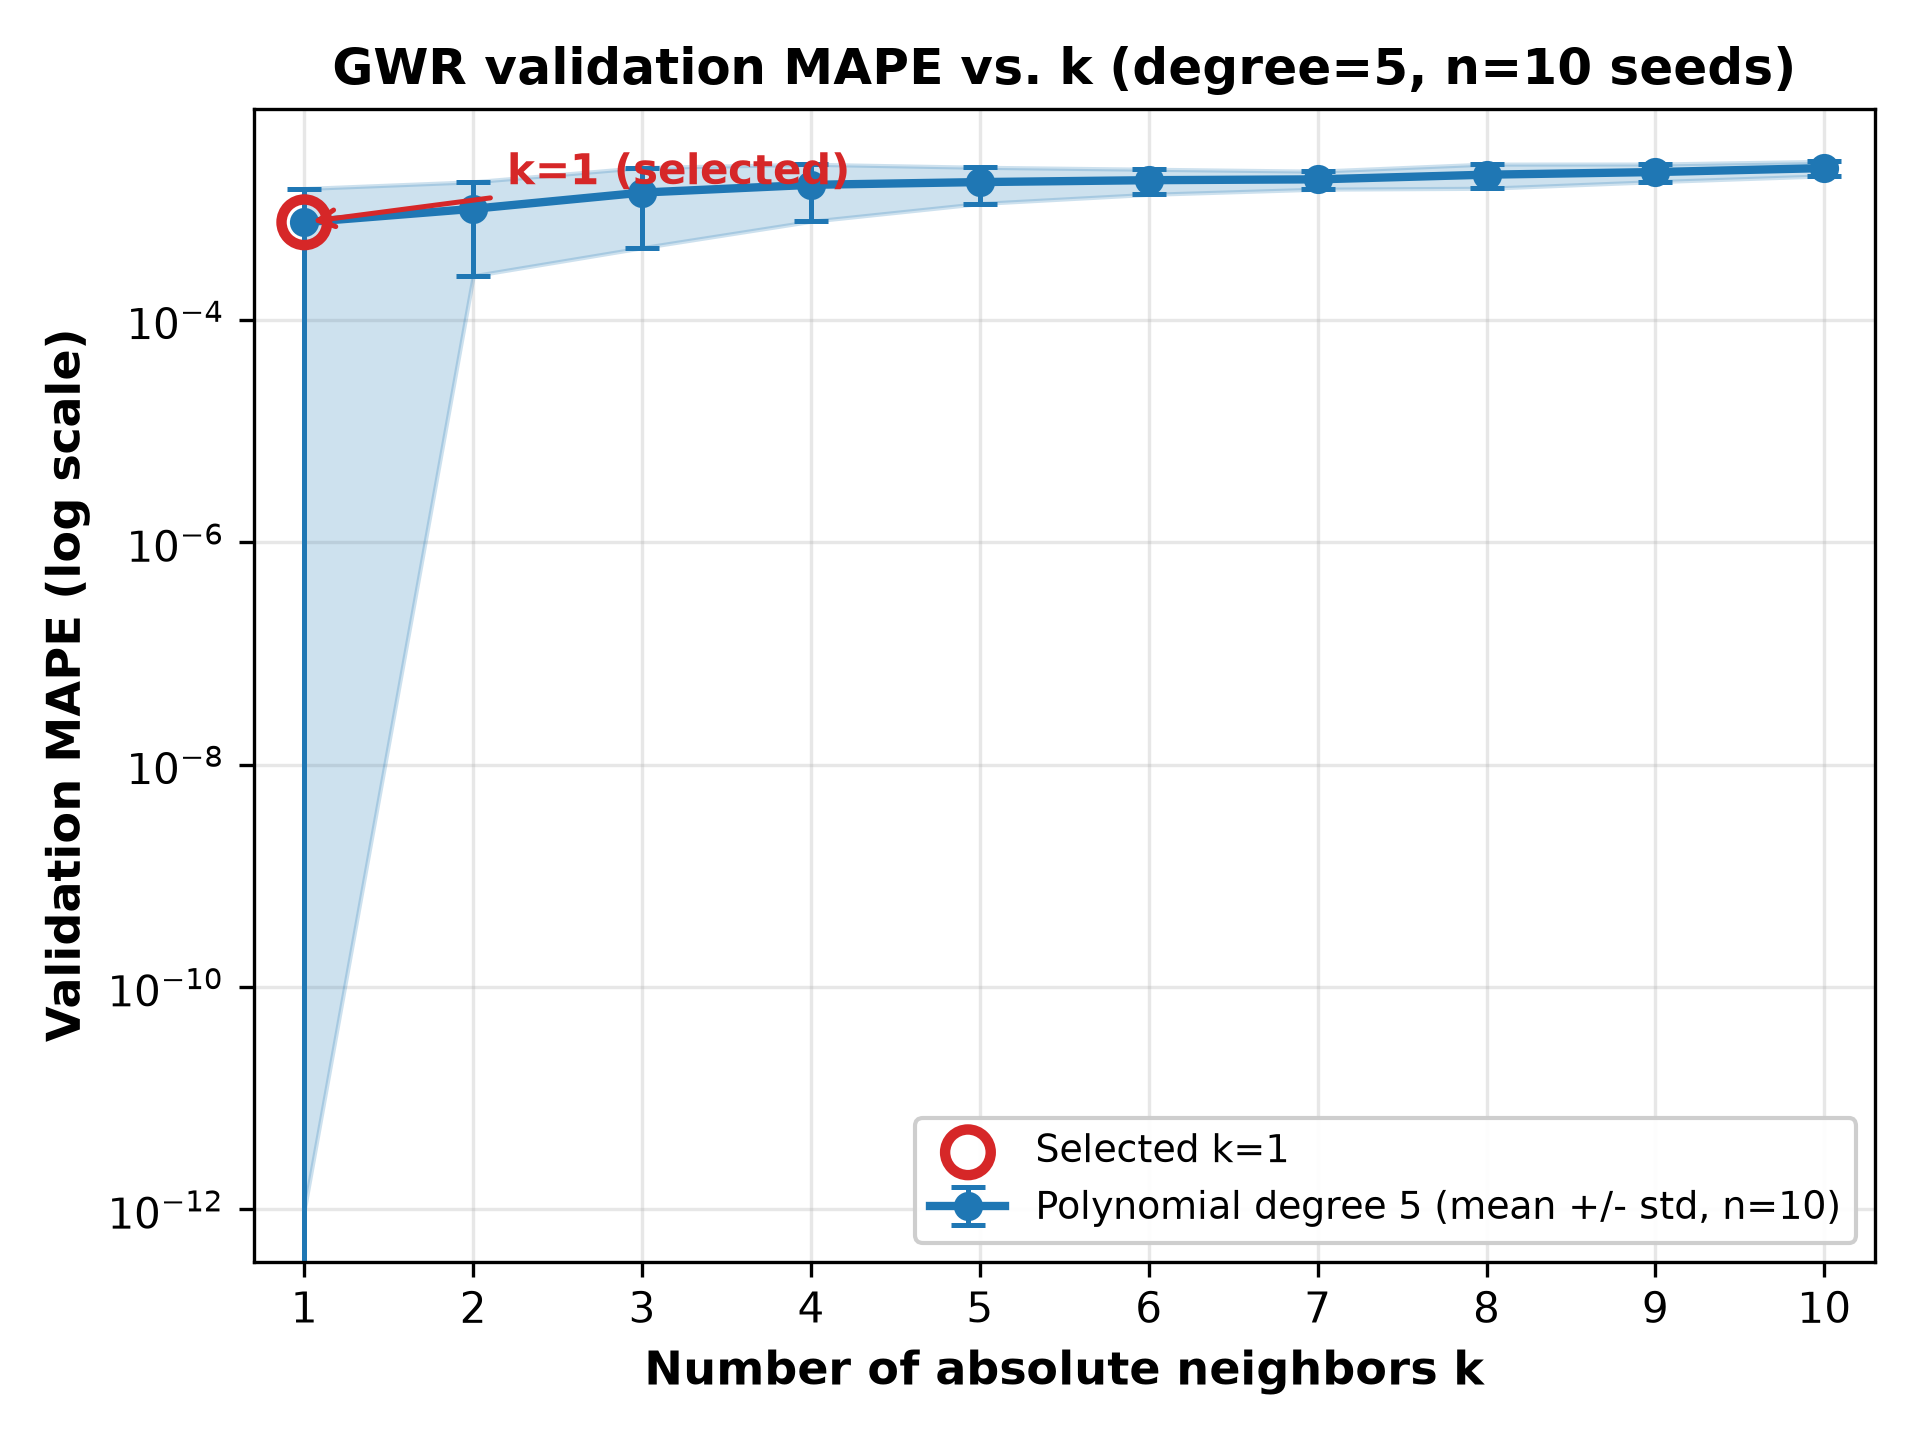 GWR validation MAPE vs. k (degree=5, n=10 seeds)
k=1 (selected)
Validation MAPE (log scale)
10⁻⁴
10⁻⁶
10⁻⁸
10⁻¹⁰
10⁻¹²
Selected k=1
Polynomial degree 5 (mean +/- std, n=10)
1 2 3 4 5 6 7 8 9 10
Number of absolute neighbors k